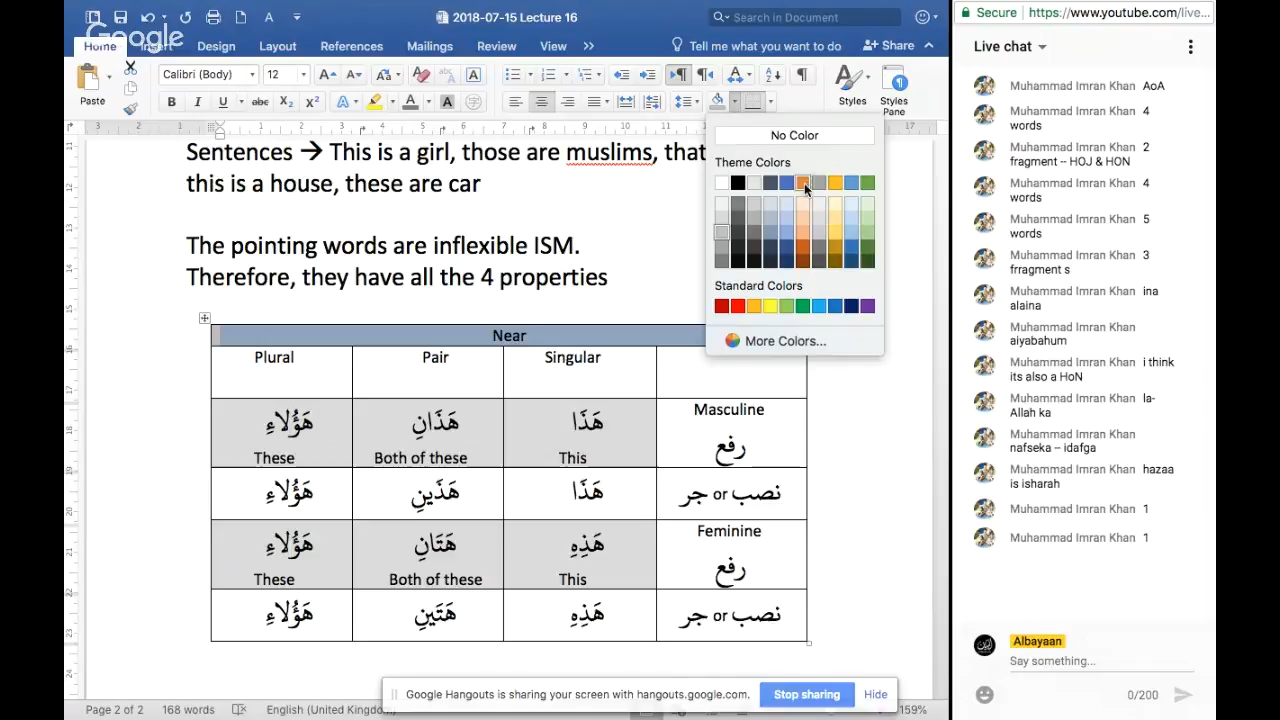 2018-07-15 Lecture 16
Search in Document
Google
Home Insert Design Layout References Mailings Review View
Tell me what you want to do
Share
Paste
Calibri (Body) 12
Styles
Styles Pane
Sentences → This is a girl, those are muslims, that
this is a house, these are car
The pointing words are inflexible ISM.
Therefore, they have all the 4 properties
No Color
Theme Colors
Standard Colors
More Colors...
Near
Plural Pair Singular
هَؤُلاءِ هَذَانِ هَذَا Masculine رفع
These Both of these This
هَؤُلاءِ هَذَينِ هَذَا نصب or جر
هَؤُلاءِ هَتَانِ هَذِهِ Feminine رفع
These Both of these This
هَؤُلاءِ هَتَينِ هَذِهِ نصب or جر
Google Hangouts is sharing your screen with hangouts.google.com. Stop sharing Hide
Page 2 of 2 168 words English (United Kingdom) 159%
Secure https://www.youtube.com/live...
Live chat
Muhammad Imran Khan AoA
Muhammad Imran Khan 4
words
Muhammad Imran Khan 2
fragment -- HOJ & HON
Muhammad Imran Khan 4
words
Muhammad Imran Khan 5
words
Muhammad Imran Khan 3
frragment s
Muhammad Imran Khan ina
alaina
Muhammad Imran Khan
aiyabahum
Muhammad Imran Khan i think
its also a HoN
Muhammad Imran Khan la-
Allah ka
Muhammad Imran Khan
nafseka -- idafga
Muhammad Imran Khan hazaa
is isharah
Muhammad Imran Khan 1
Muhammad Imran Khan 1
Albayaan
Say something...
0/200